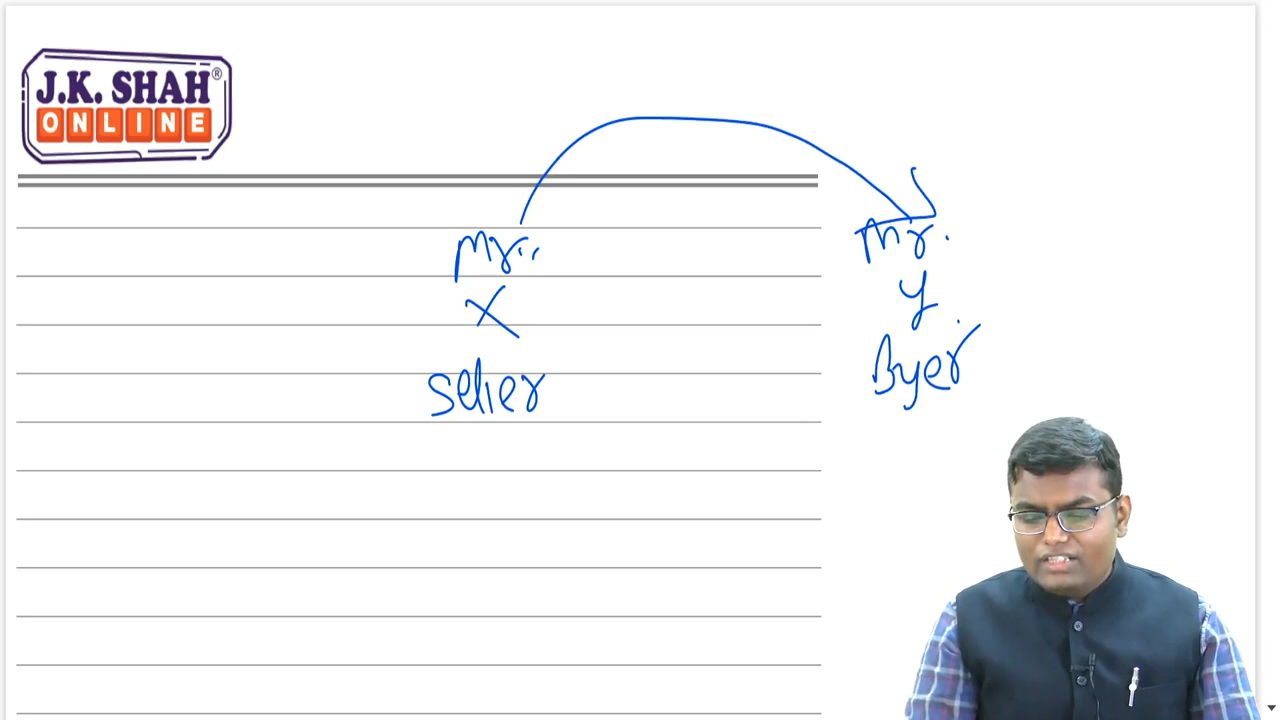 J.K. SHAH®
ONLINE
Mr.
X
Seller
Mr.
Y
Byer